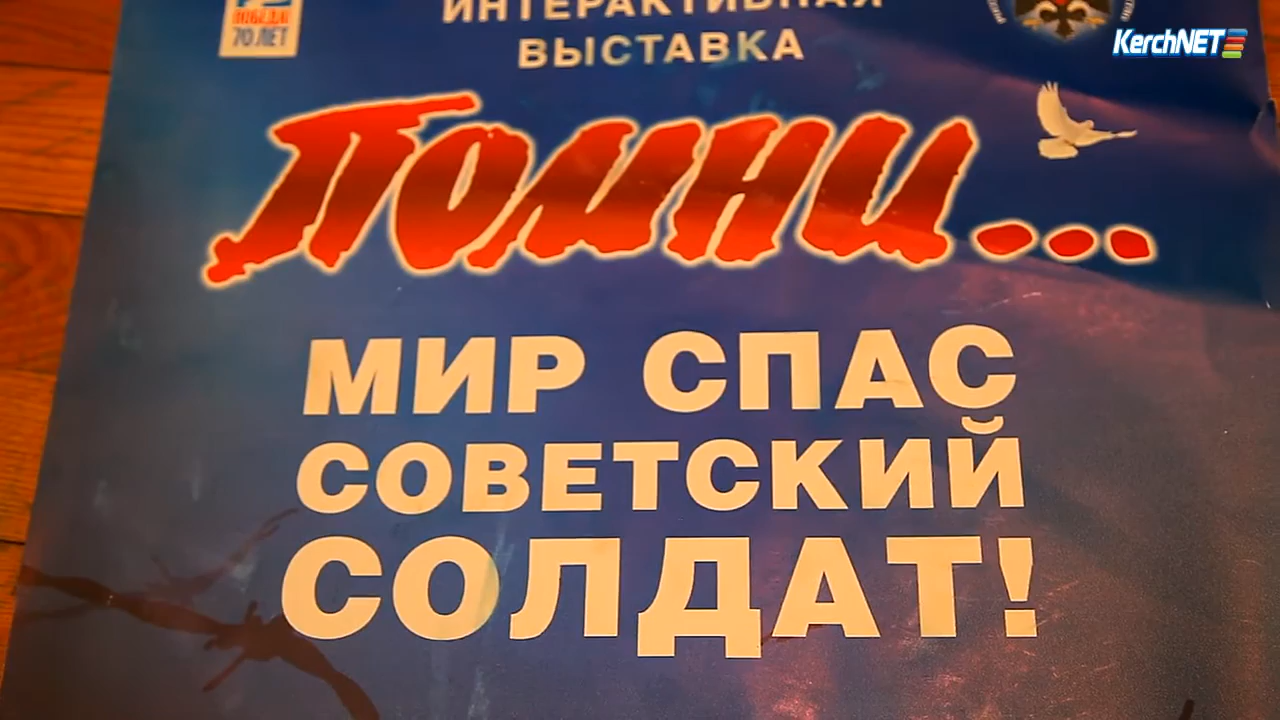 ИНТЕРАКТИВНАЯ
ВЫСТАВКА
ПОБЕДА!
70 ЛЕТ
KerchNET
Помни...
МИР СПАС
СОВЕТСКИЙ
СОЛДАТ!